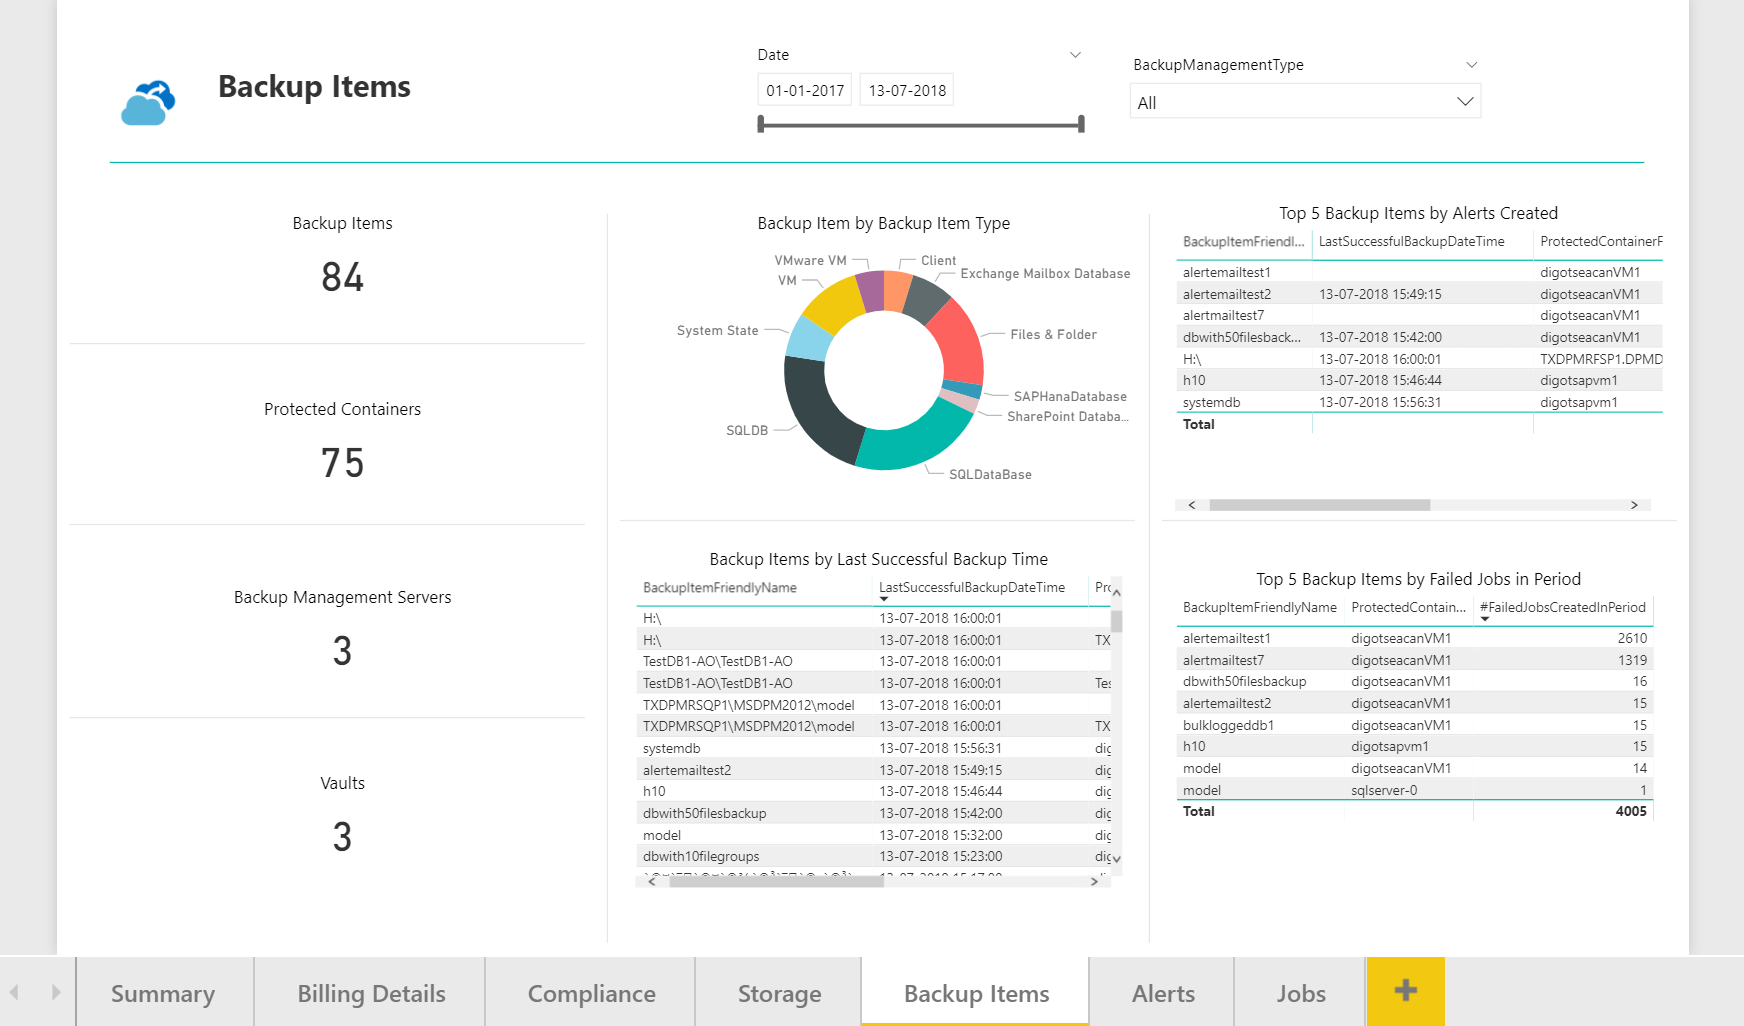 Backup Items
Date
01-01-2017 13-07-2018
BackupManagementType
All
Backup Items
84
Protected Containers
75
Backup Management Servers
3
Vaults
3
Backup Item by Backup Item Type
VMware VM
Client
VM
Exchange Mailbox Database
System State
Files & Folder
SAPHanaDatabase
SharePoint Databa...
SQLDB
SQLDataBase
Backup Items by Last Successful Backup Time
BackupItemFriendlyName LastSuccessfulBackupDateTime Prc
H:\ 13-07-2018 16:00:01
H:\ 13-07-2018 16:00:01 TX
TestDB1-AO\TestDB1-AO 13-07-2018 16:00:01
TestDB1-AO\TestDB1-AO 13-07-2018 16:00:01 Tes
TXDPMRSQP1\MSDPM2012\model 13-07-2018 16:00:01
TXDPMRSQP1\MSDPM2012\model 13-07-2018 16:00:01 TX
systemdb 13-07-2018 15:56:31 dig
alertemailtest2 13-07-2018 15:49:15 dig
h10 13-07-2018 15:46:44 dig
dbwith50filesbackup 13-07-2018 15:42:00 dig
model 13-07-2018 15:32:00 dig
dbwith10filegroups 13-07-2018 15:23:00 dig
Top 5 Backup Items by Alerts Created
BackupItemFriendl... LastSuccessfulBackupDateTime ProtectedContainerF
alertemailtest1 digotseacanVM1
alertemailtest2 13-07-2018 15:49:15 digotseacanVM1
alertmailtest7 digotseacanVM1
dbwith50filesback... 13-07-2018 15:42:00 digotseacanVM1
H:\ 13-07-2018 16:00:01 TXDPMRFSP1.DPMD
h10 13-07-2018 15:46:44 digotsapvm1
systemdb 13-07-2018 15:56:31 digotsapvm1
Total
Top 5 Backup Items by Failed Jobs in Period
BackupItemFriendlyName ProtectedContain... #FailedJobsCreatedInPeriod
alertemailtest1 digotseacanVM1 2610
alertmailtest7 digotseacanVM1 1319
dbwith50filesbackup digotseacanVM1 16
alertemailtest2 digotseacanVM1 15
bulkloggeddb1 digotseacanVM1 15
h10 digotsapvm1 15
model digotseacanVM1 14
model sqlserver-0 1
Total 4005
Summary Billing Details Compliance Storage Backup Items Alerts Jobs +